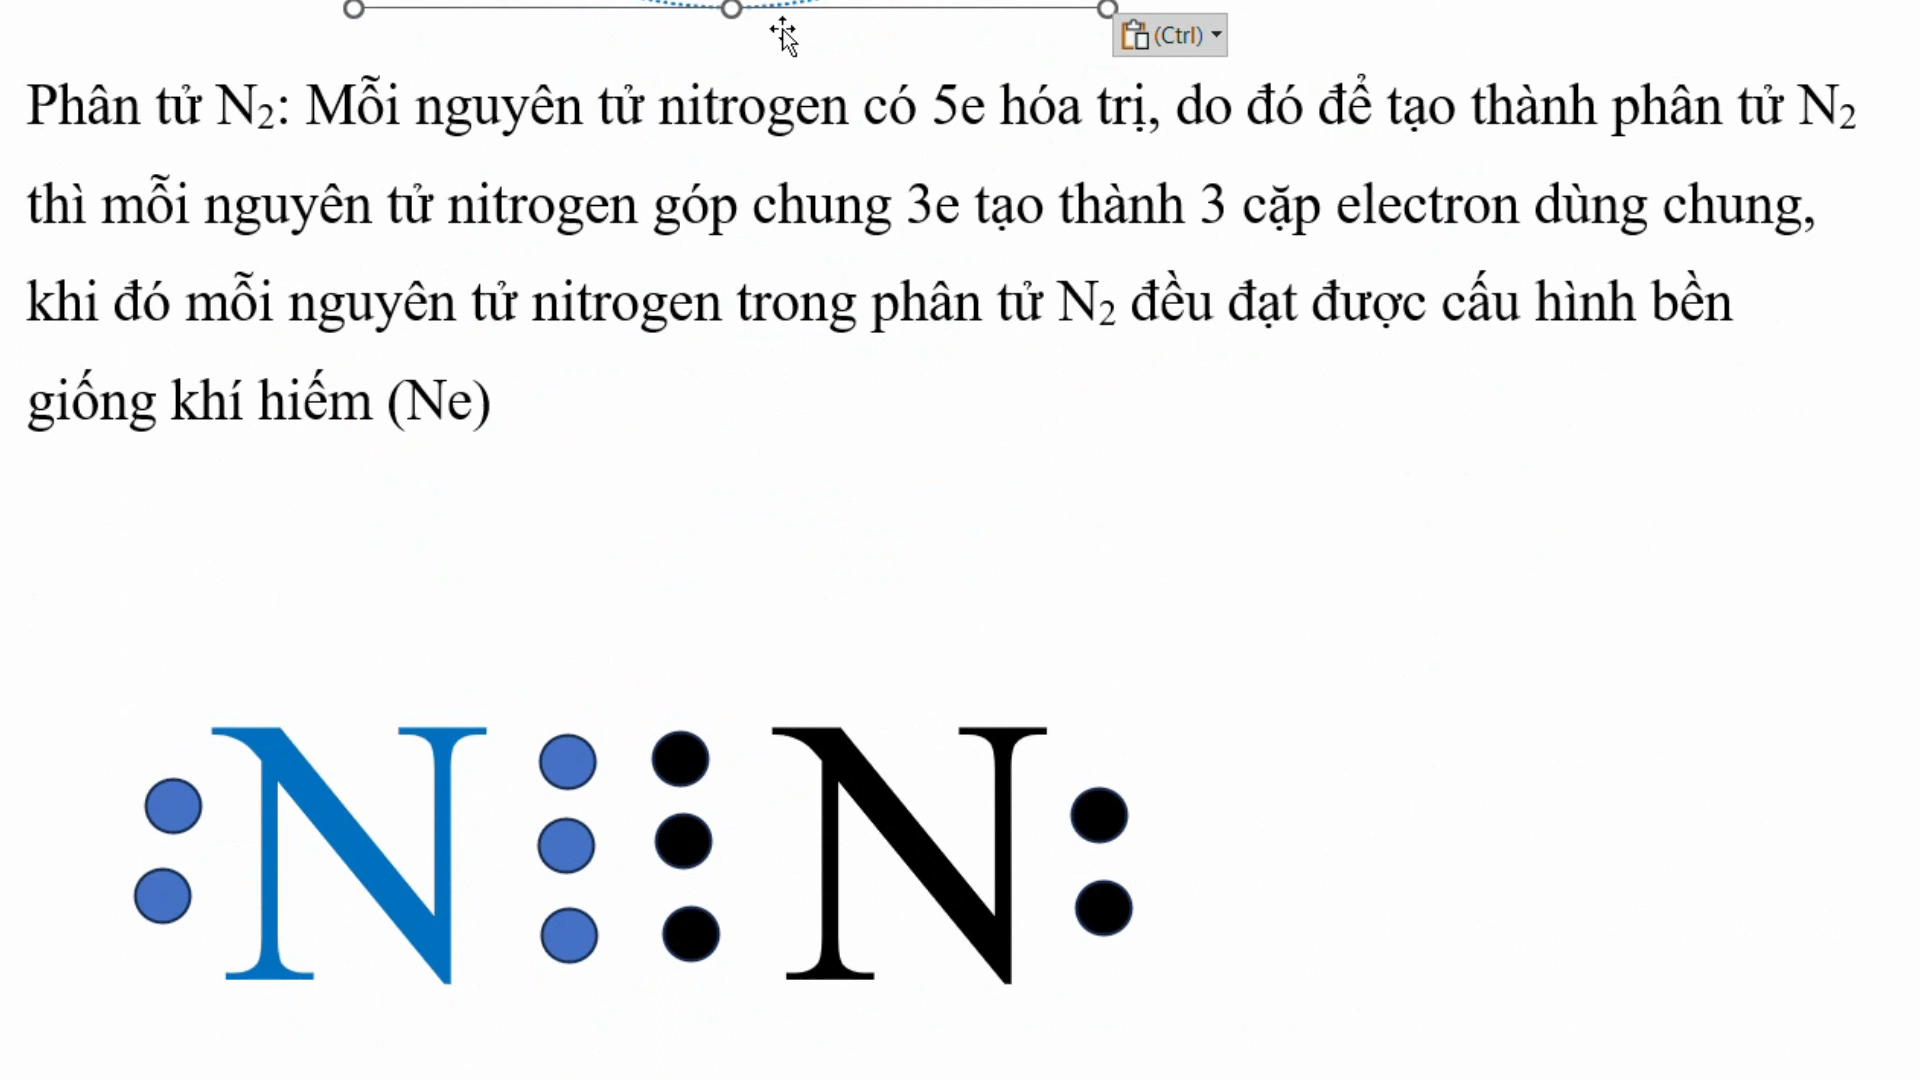 (Ctrl)
Phân tử N₂: Mỗi nguyên tử nitrogen có 5e hóa trị, do đó để tạo thành phân tử N₂
thì mỗi nguyên tử nitrogen góp chung 3e tạo thành 3 cặp electron dùng chung,
khi đó mỗi nguyên tử nitrogen trong phân tử N₂ đều đạt được cấu hình bền
giống khí hiếm (Ne)
N N